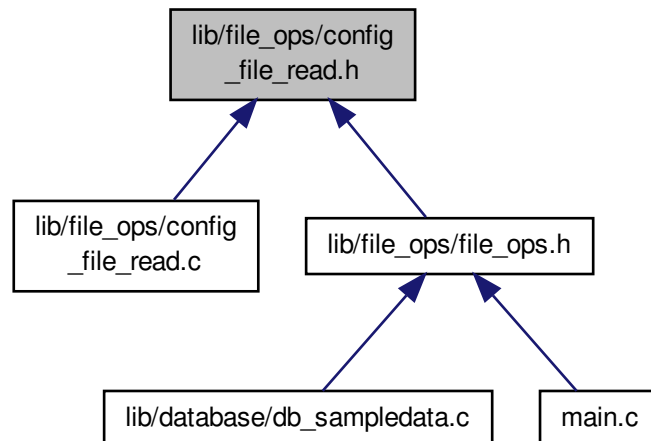 lib/file_ops/config
_file_read.h
lib/file_ops/config
_file_read.c
lib/file_ops/file_ops.h
lib/database/db_sampledata.c
main.c